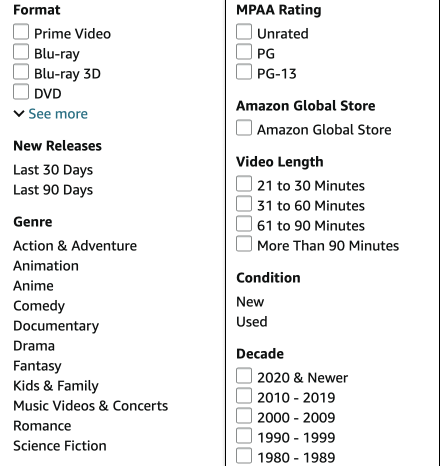 Format
Prime Video
Blu-ray
Blu-ray 3D
DVD
See more
New Releases
Last 30 Days
Last 90 Days
Genre
Action & Adventure
Animation
Anime
Comedy
Documentary
Drama
Fantasy
Kids & Family
Music Videos & Concerts
Romance
Science Fiction
MPAA Rating
Unrated
PG
PG-13
Amazon Global Store
Amazon Global Store
Video Length
21 to 30 Minutes
31 to 60 Minutes
61 to 90 Minutes
More Than 90 Minutes
Condition
New
Used
Decade
2020 & Newer
2010 - 2019
2000 - 2009
1990 - 1999
1980 - 1989